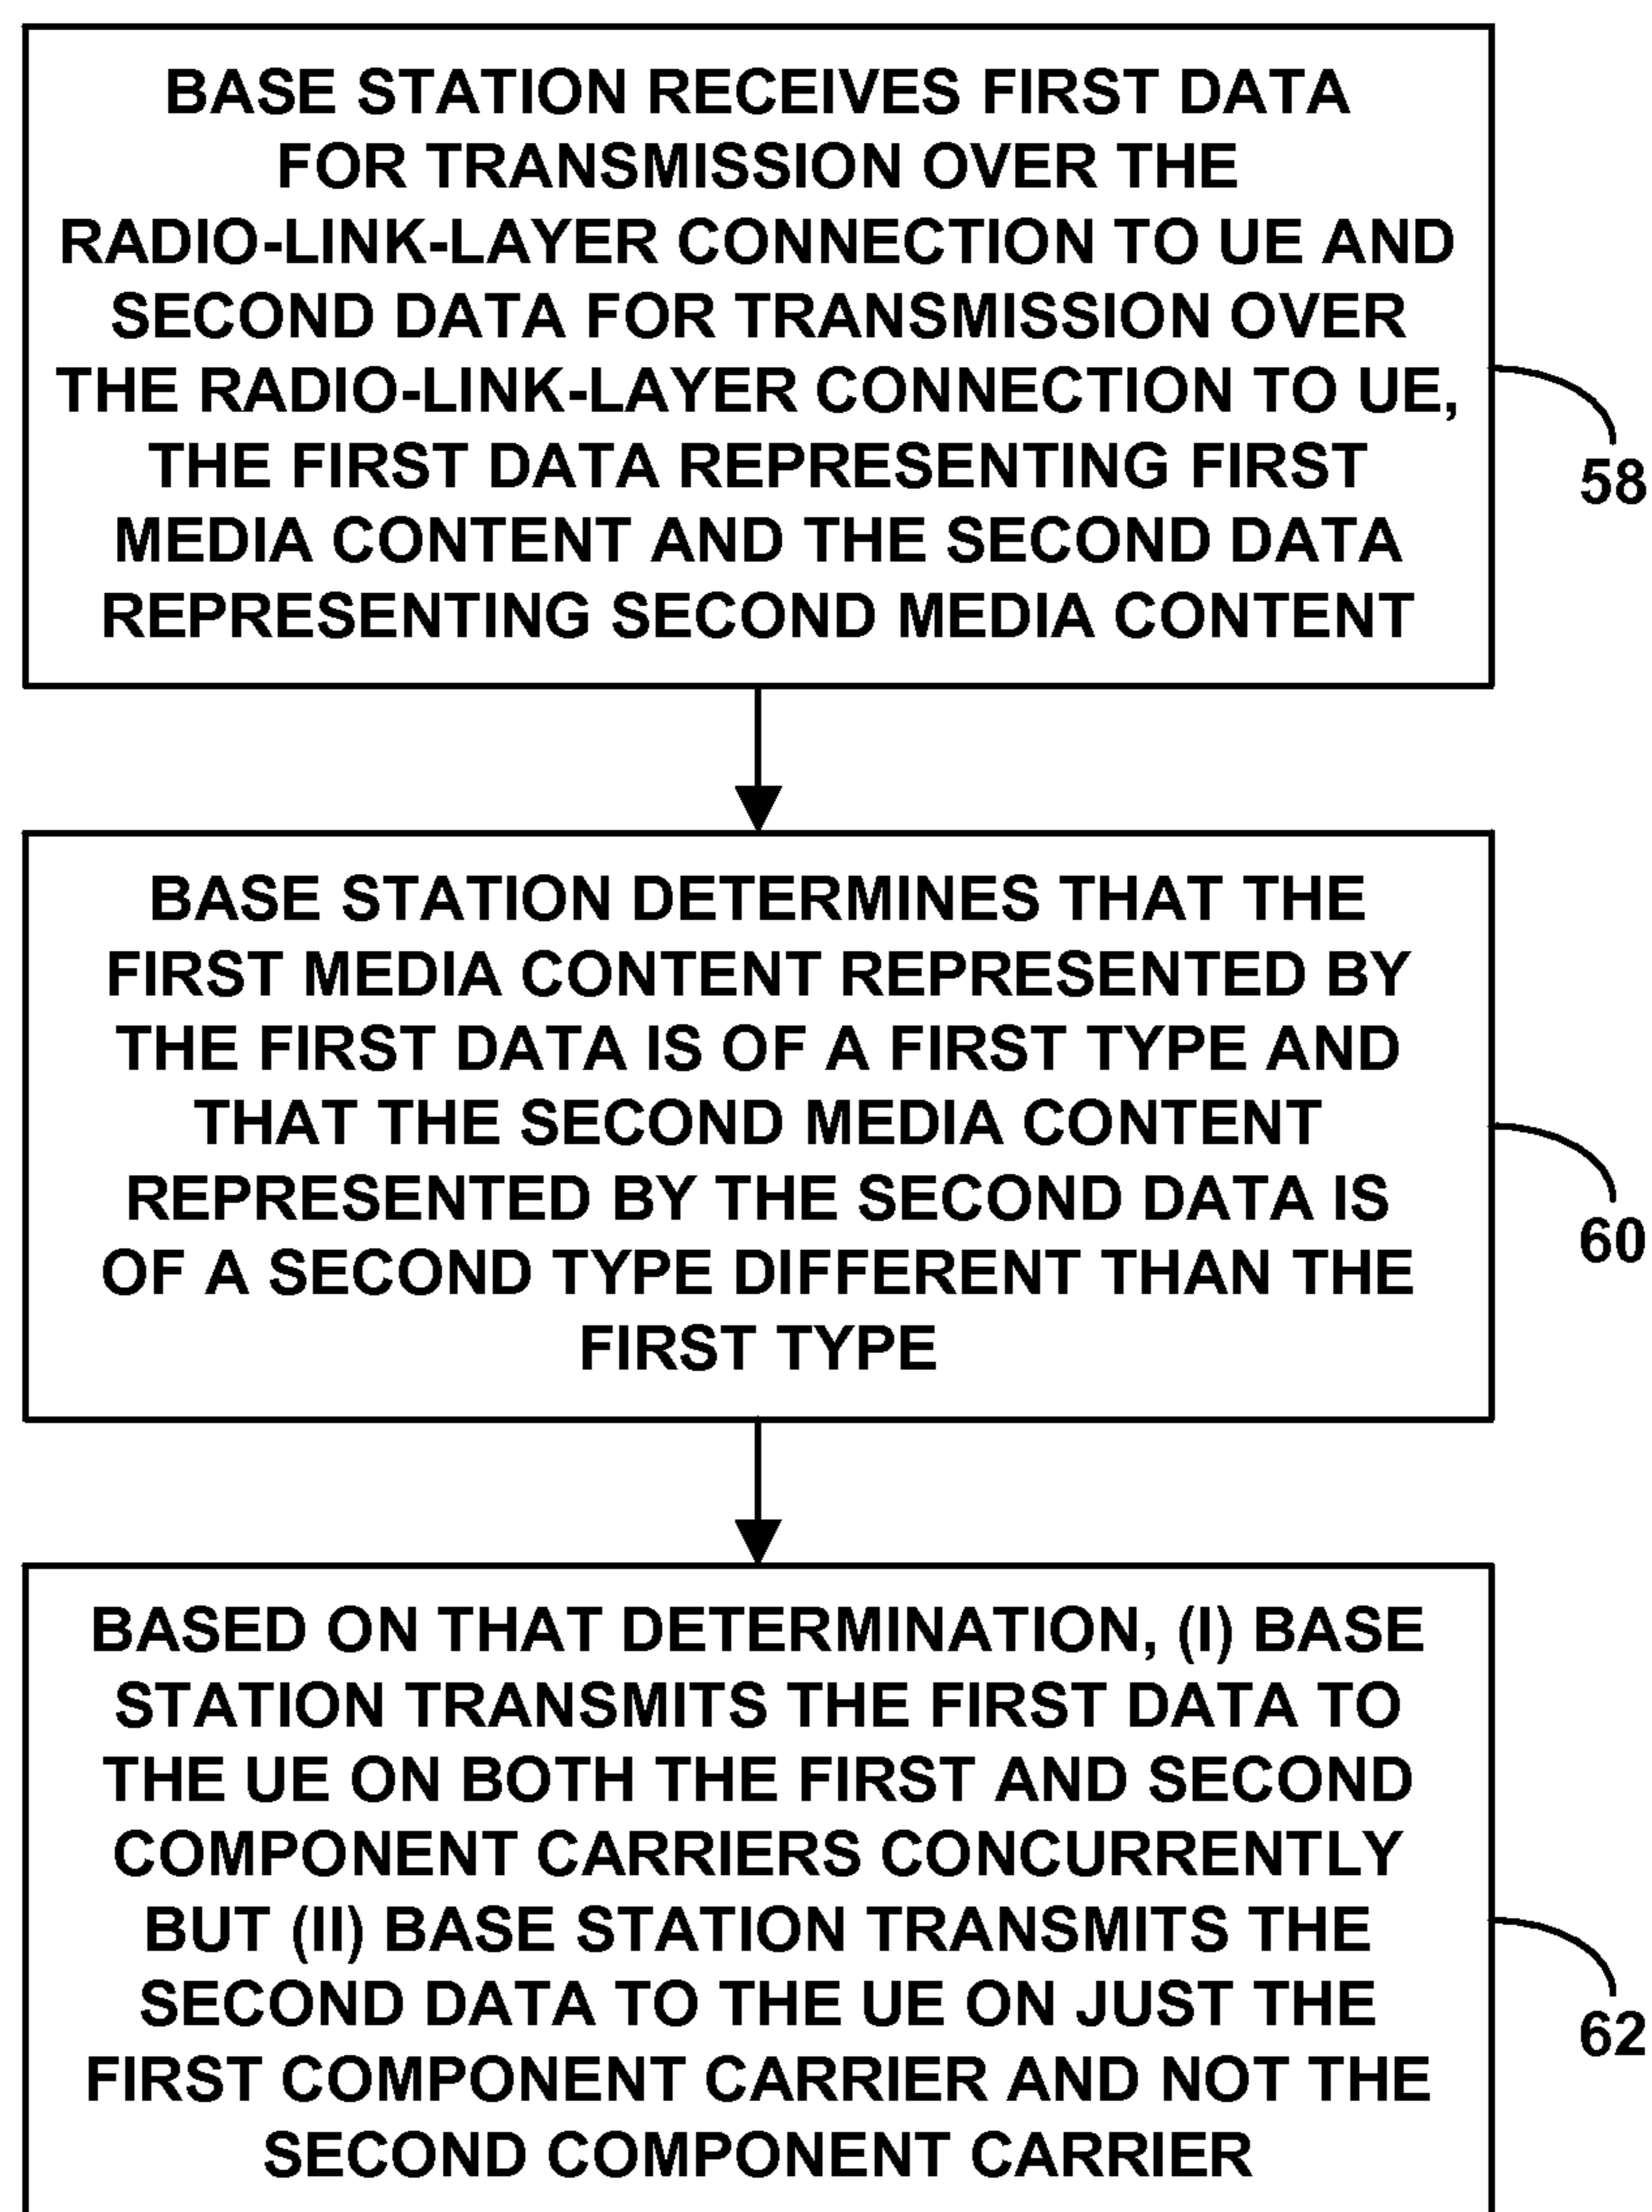 BASE STATION RECEIVES FIRST DATA
FOR TRANSMISSION OVER THE
RADIO-LINK-LAYER CONNECTION TO UE AND
SECOND DATA FOR TRANSMISSION OVER
THE RADIO-LINK-LAYER CONNECTION TO UE,
THE FIRST DATA REPRESENTING FIRST
MEDIA CONTENT AND THE SECOND DATA
REPRESENTING SECOND MEDIA CONTENT
58
BASE STATION DETERMINES THAT THE
FIRST MEDIA CONTENT REPRESENTED BY
THE FIRST DATA IS OF A FIRST TYPE AND
THAT THE SECOND MEDIA CONTENT
REPRESENTED BY THE SECOND DATA IS
OF A SECOND TYPE DIFFERENT THAN THE
FIRST TYPE
60
BASED ON THAT DETERMINATION, (I) BASE
STATION TRANSMITS THE FIRST DATA TO
THE UE ON BOTH THE FIRST AND SECOND
COMPONENT CARRIERS CONCURRENTLY
BUT (II) BASE STATION TRANSMITS THE
SECOND DATA TO THE UE ON JUST THE
FIRST COMPONENT CARRIER AND NOT THE
SECOND COMPONENT CARRIER
62